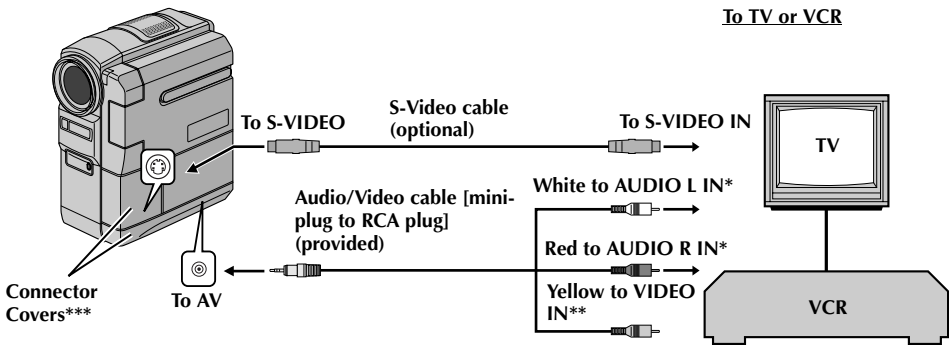 To TV or VCR
S-Video cable
(optional)
To S-VIDEO
To S-VIDEO IN
TV
White to AUDIO L IN*
Audio/Video cable [mini-
plug to RCA plug]
(provided)
Red to AUDIO R IN*
Connector
Covers***
To AV
Yellow to VIDEO
IN**
VCR